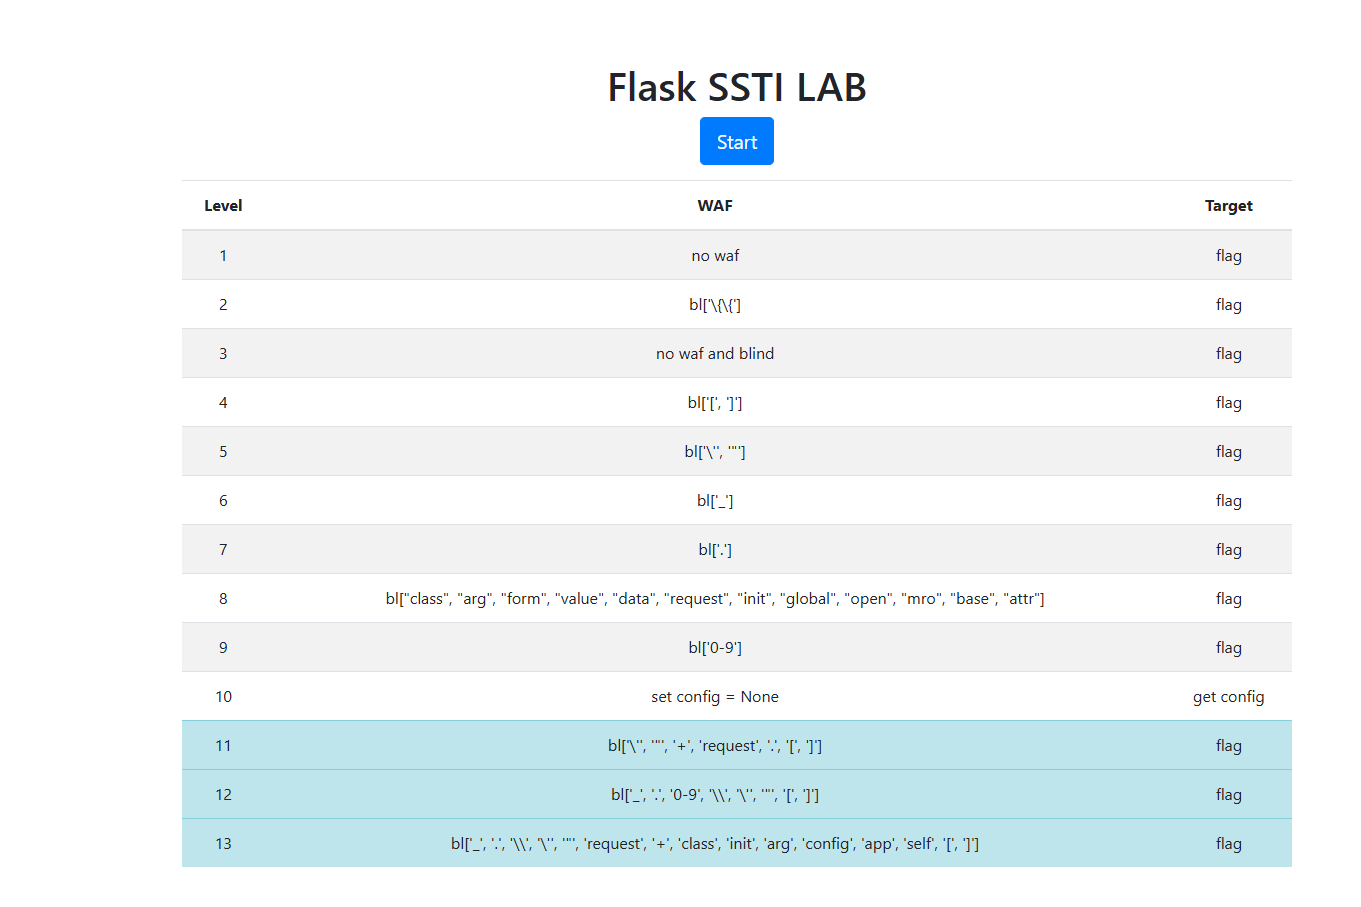 Flask SSTI LAB
Start
Level WAF Target
1 no waf flag
2 bl['\{\{'] flag
3 no waf and blind flag
4 bl['[', ']'] flag
5 bl['\'', '"'] flag
6 bl['_'] flag
7 bl['.'] flag
8 bl["class", "arg", "form", "value", "data", "request", "init", "global", "open", "mro", "base", "attr"] flag
9 bl['0-9'] flag
10 set config = None get config
11 bl['\'', '"', '+', 'request', '.', '[', ']'] flag
12 bl['_', '.', '0-9', '\\', '\'', '"', '[', ']'] flag
13 bl['_', '.', '\\', '\'', '"', 'request', '+', 'class', 'init', 'arg', 'config', 'app', 'self', '[', ']'] flag